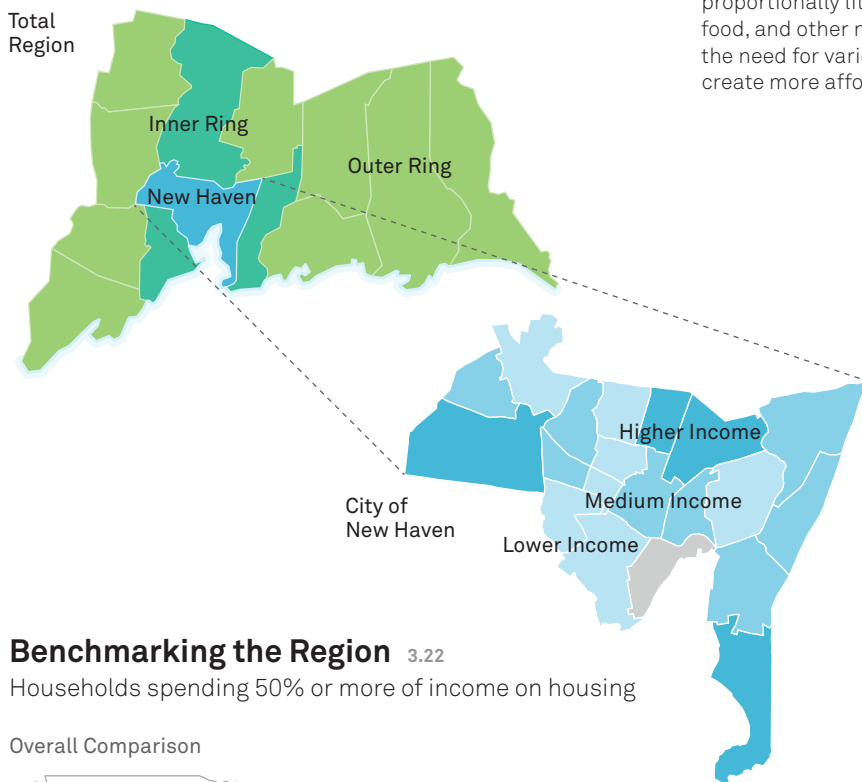 Total
Region
proportionally
food, and other
the need for
create more
Inner Ring
Outer Ring
New Haven
Higher Income
Medium Income
City of
New Haven
Lower Income
Benchmarking the Region 3.22
Households spending 50% or more of income on housing
Overall Comparison